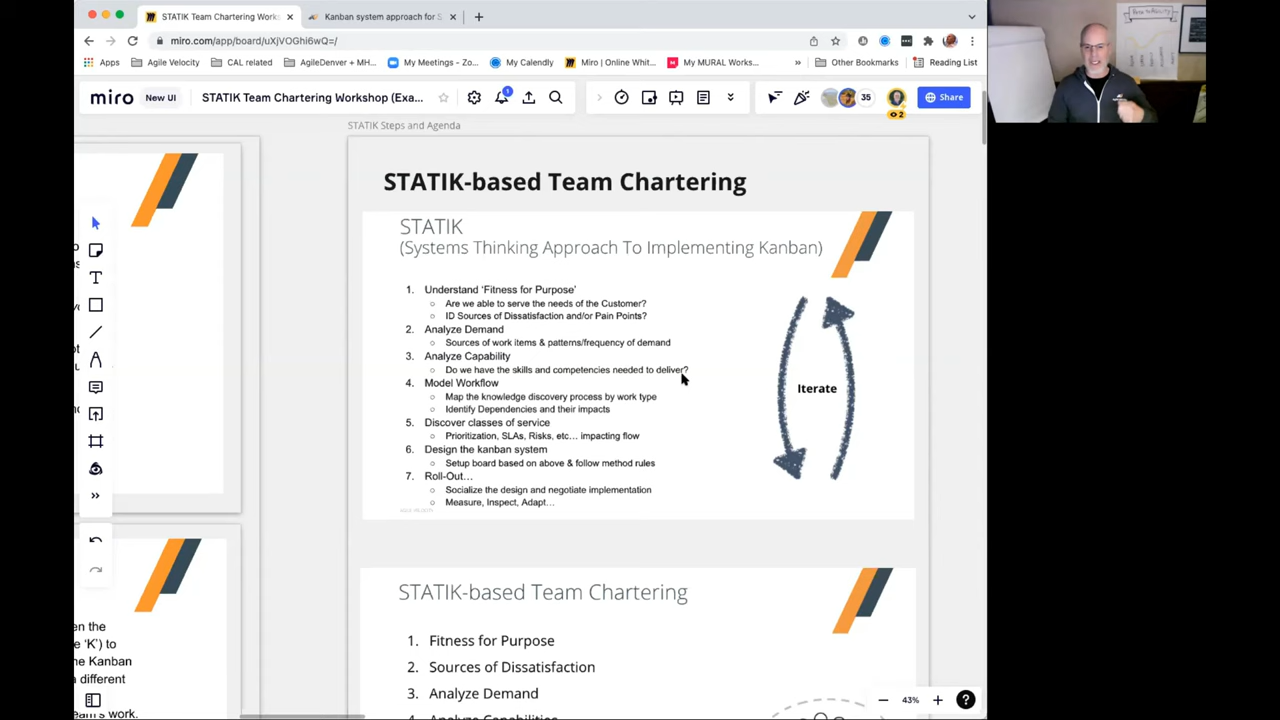 STATIK Team Chartering Works
Kanban system approach for S
miro.com/app/board/uXjVOGhl6wQ=/
Apps
Agile Velocity
CAL related
AgileDenver + MH...
My Meetings - Zo...
My Calendly
Miro | Online Whit...
My MURAL Works...
Other Bookmarks
Reading List
miro
New UI
STATIK Team Chartering Workshop (Exa...
1
35
2
Share
STATIK Steps and Agenda
STATIK-based Team Chartering
STATIK
(Systems Thinking Approach To Implementing Kanban)
1. Understand 'Fitness for Purpose'
○ Are we able to serve the needs of the Customer?
○ ID Sources of Dissatisfaction and/or Pain Points?
2. Analyze Demand
○ Sources of work items & patterns/frequency of demand
3. Analyze Capability
○ Do we have the skills and competencies needed to deliver?
4. Model Workflow
○ Map the knowledge discovery process by work type
○ Identify Dependencies and their impacts
5. Discover classes of service
○ Prioritization, SLAs, Risks, etc... impacting flow
6. Design the kanban system
○ Setup board based on above & follow method rules
7. Roll-Out...
○ Socialize the design and negotiate implementation
○ Measure, Inspect, Adapt...
Iterate
STATIK-based Team Chartering
1. Fitness for Purpose
2. Sources of Dissatisfaction
3. Analyze Demand
4. Analyze Capabilities
en the
e 'K') to
he Kanban
n different
eam's work.
43%